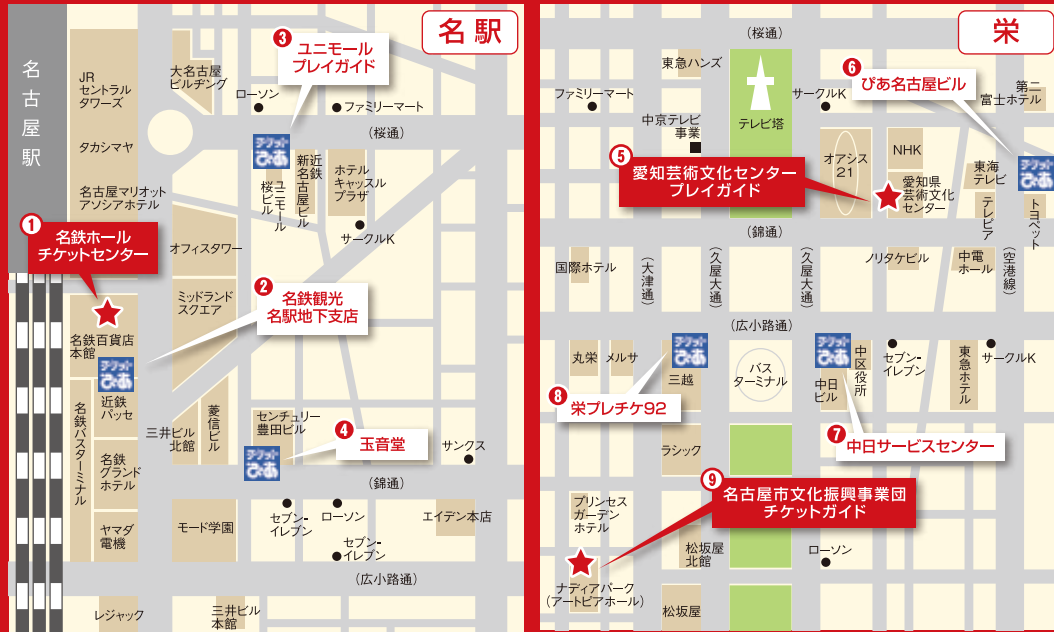 名駅
名古屋駅
JR
セントラル
タワーズ
タカシマヤ
名古屋マリオット
アソシアホテル
大名古屋
ビルヂング
ローソン
❸
ユニモール
プレイガイド
ファミリーマート
(桜通)
チケット
ぴあ
ユニモール
桜ビル
近鉄
新名古屋ビル
ホテル
キャッスル
プラザ
サークルK
❶
名鉄ホール
チケットセンター
オフィスタワー
ミッドランド
スクエア
❷
名鉄観光
名駅地下支店
名鉄百貨店
本館
チケット
ぴあ
近鉄
パッセ
名鉄バスターミナル
名鉄
グランド
ホテル
ヤマダ
電機
三井ビル
北館
菱信ビル
センチュリー
豊田ビル
チケット
ぴあ
❹
玉音堂
サンクス
(錦通)
モード学園
セブン-
イレブン
ローソン
セブン-
イレブン
エイデン本店
(広小路通)
レジャック
三井ビル
本館
栄
(桜通)
東急ハンズ
ファミリーマート
中京テレビ
事業
テレビ塔
サークルK
❻
ぴあ名古屋ビル
第二
富士ホテル
❺
愛知芸術文化センター
プレイガイド
オアシス
21
NHK
愛知県
芸術文化
センター
東海
テレビ
テレピア
チケット
ぴあ
トヨペット
(錦通)
国際ホテル
(大津通)
(久屋大通)
(久屋大通)
ノリタケビル
中電
ホール
(空港線)
(広小路通)
丸栄
メルサ
チケット
ぴあ
三越
バス
ターミナル
チケット
ぴあ
中日
ビル
中区役所
セブン-
イレブン
東急ホテル
サークルK
❽
栄プレチケ92
❼
中日サービスセンター
ラシック
❾
名古屋市文化振興事業団
チケットガイド
プリンセス
ガーデン
ホテル
松坂屋
北館
ローソン
ナディアパーク
(アートピアホール)
松坂屋